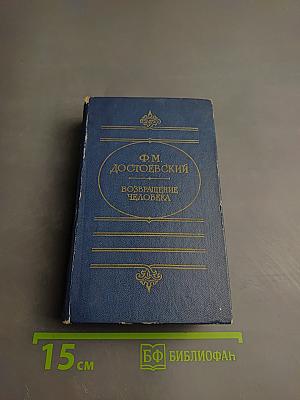 Ф.М.
ДОСТОЕВСКИЙ
ВОЗВРАЩЕНИЕ
ЧЕЛОВЕКА
15 см
БФ БИБЛИОФАН